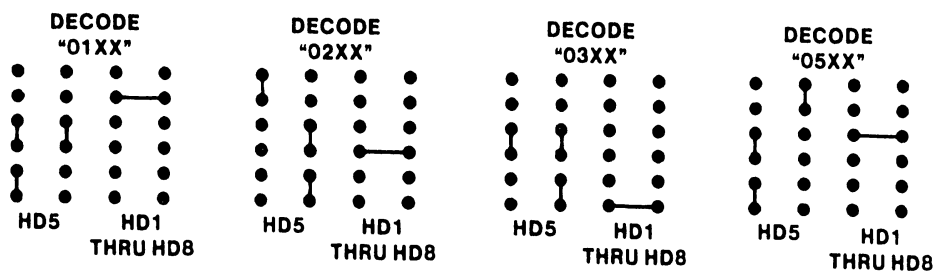 DECODE
"01XX"
HD5
HD1
THRU HD8
DECODE
"02XX"
HD5
HD1
THRU HD8
DECODE
"03XX"
HD5
HD1
THRU HD8
DECODE
"05XX"
HD5
HD1
THRU HD8